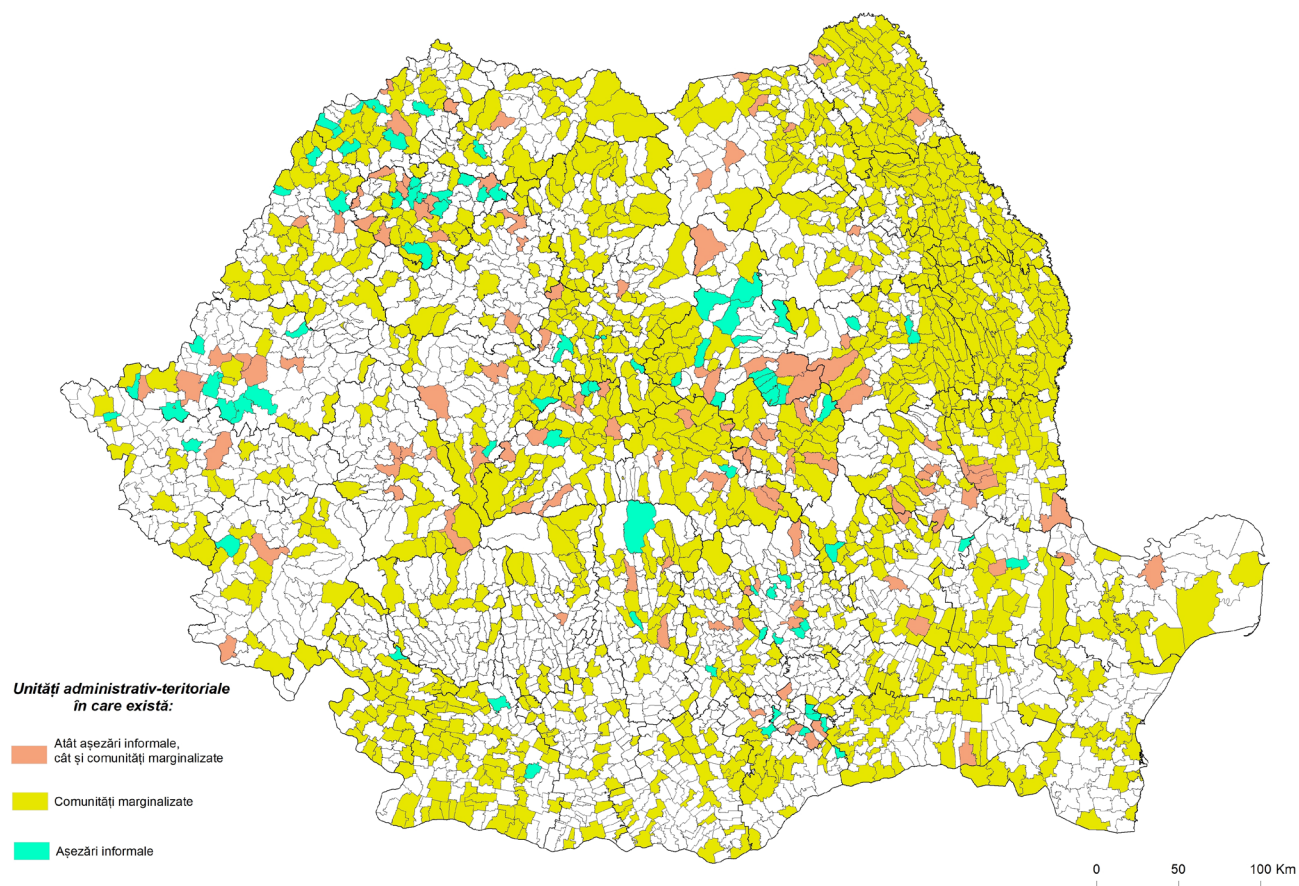 Unități administrativ-teritoriale
în care există:
Atât așezări informale,
cât și comunități marginalizate
Comunități marginalizate
Așezări informale
0 50 100 Km